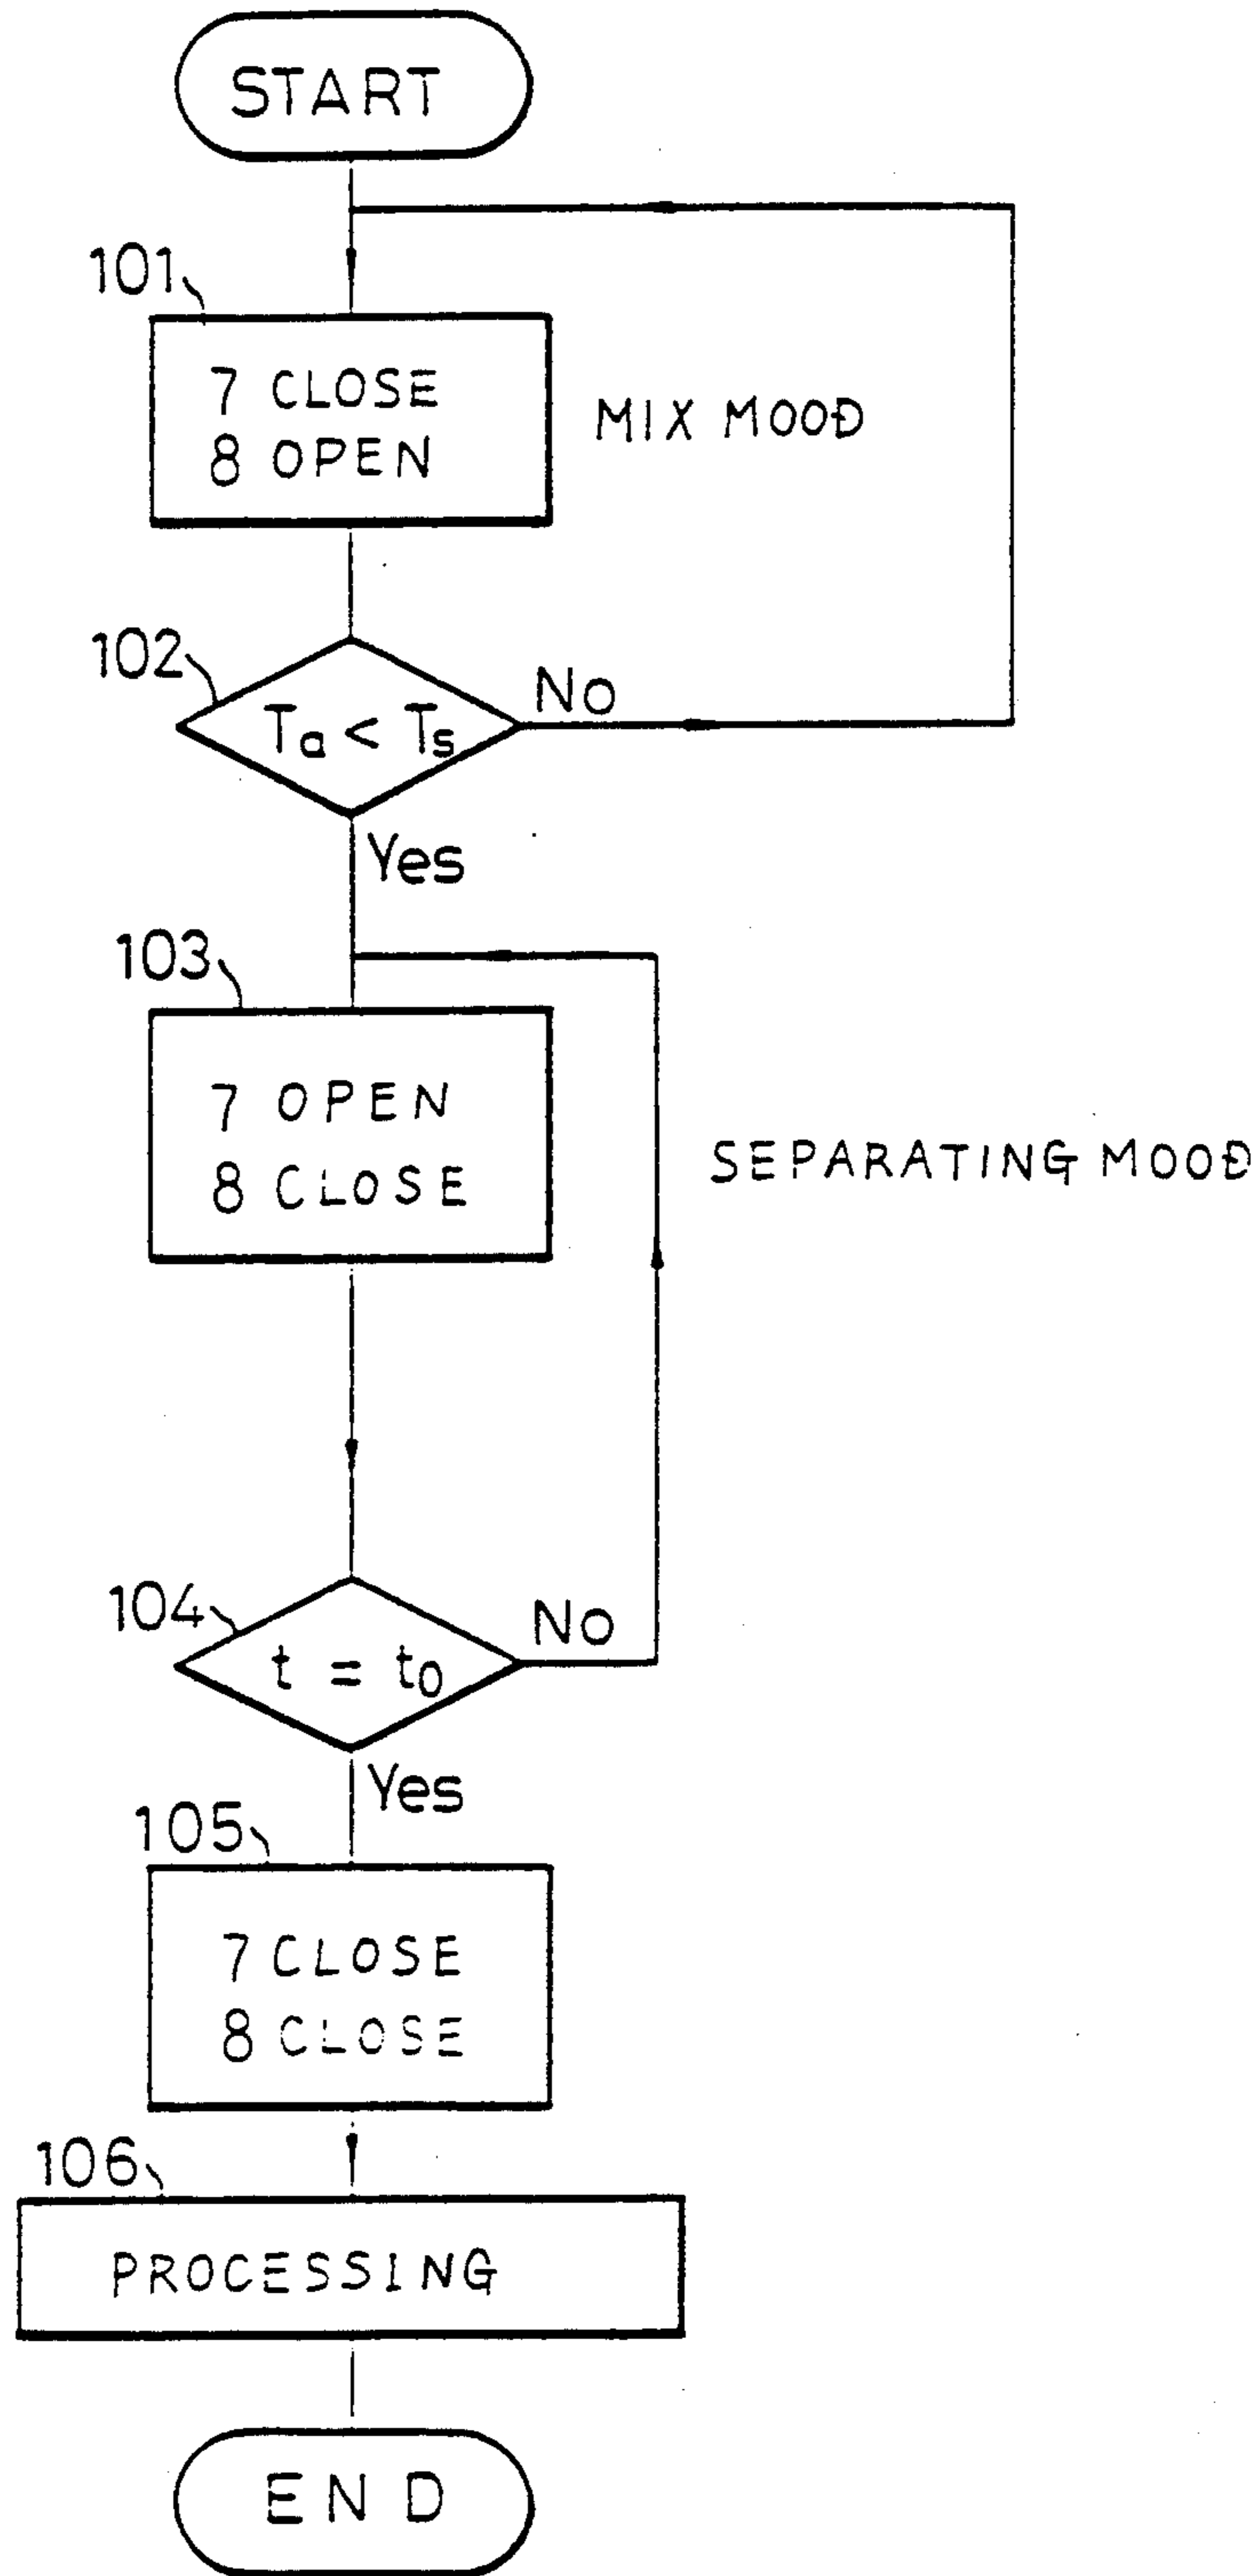 START
101
7 CLOSE
8 OPEN
MIX MOOD
102
Ta < Ts
No
Yes
103
7 OPEN
8 CLOSE
SEPARATING MOOD
104
t = t0
No
Yes
105
7 CLOSE
8 CLOSE
106
PROCESSING
END